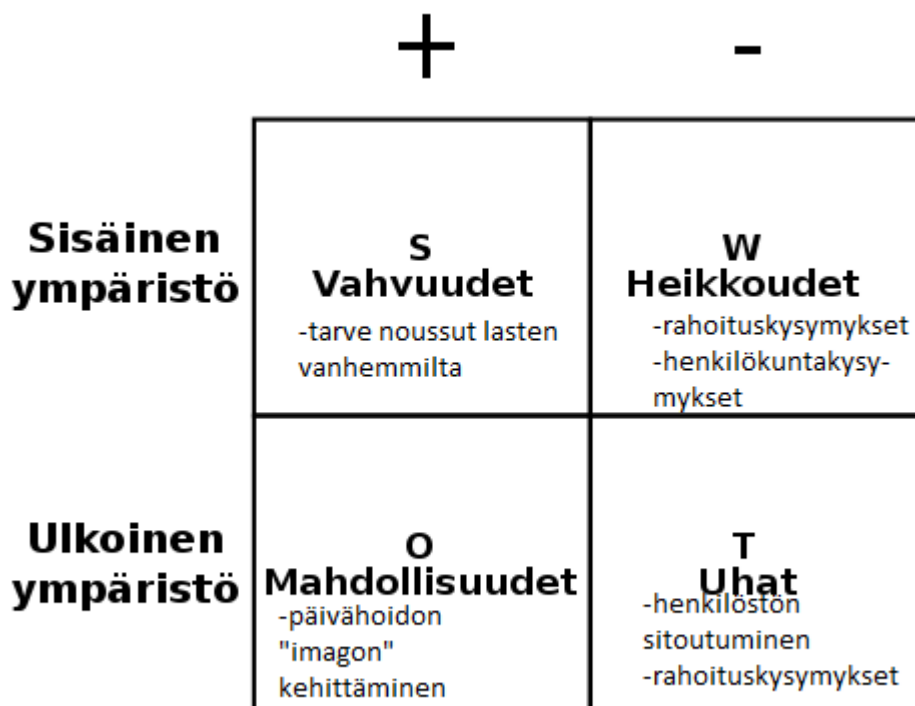 + -
Sisäinen
ympäristö
S
Vahvuudet
-tarve noussut lasten
vanhemmilta
W
Heikkoudet
-rahoituskysymykset
-henkilökuntakysy-
mykset
Ulkoinen
ympäristö
O
Mahdollisuudet
-päivähoidon
"imagon"
kehittäminen
T
Uhat
-henkilöstön
sitoutuminen
-rahoituskysymykset